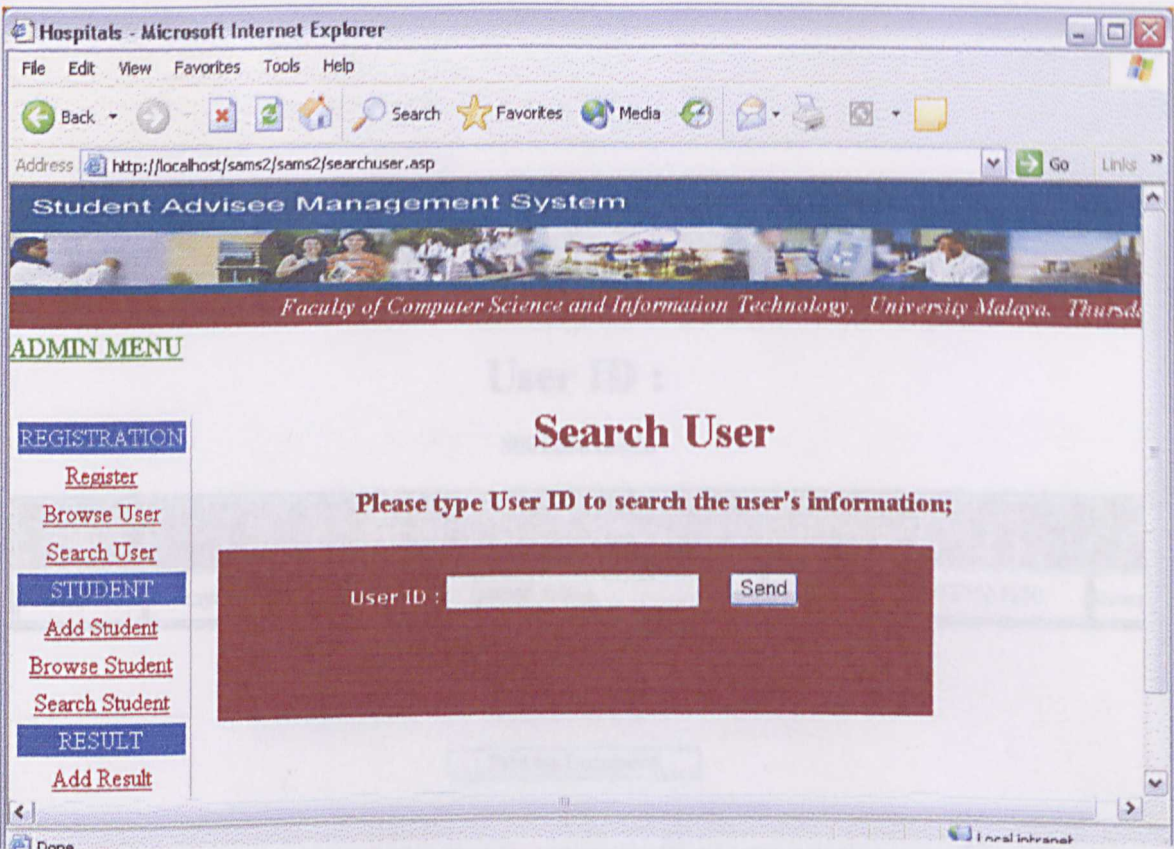 Hospitals - Microsoft Internet Explorer
File Edit View Favorites Tools Help
Back Search Favorites Media
Address http://localhost/sams2/sams2/searchuser.asp Go Links »
Student Advisee Management System
Faculty of Computer Science and Information Technology, University Malaya. Thursd
ADMIN MENU
User ID :
Search User
Please type User ID to search the user's information;
User ID : Send
REGISTRATION
Register
Browse User
Search User
STUDENT
Add Student
Browse Student
Search Student
RESULT
Add Result
Done
Local intranet